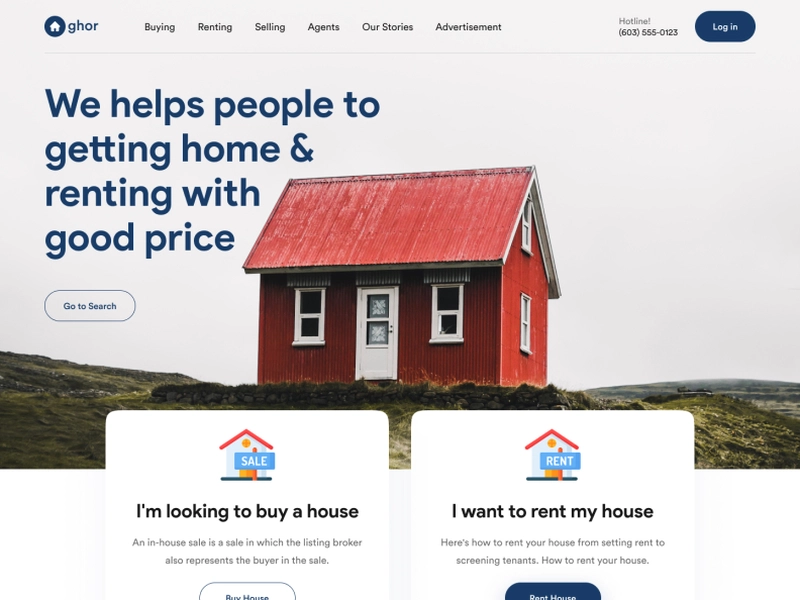 ghor
Buying
Renting
Selling
Agents
Our Stories
Advertisement
Hotline!
(603) 555-0123
Log in
We helps people to
getting home &
renting with
good price
Go to Search
SALE
I'm looking to buy a house
An in-house sale is a sale in which the listing broker
also represents the buyer in the sale.
Buy House
RENT
I want to rent my house
Here's how to rent your house from setting rent to
screening tenants. How to rent your house.
Rent House